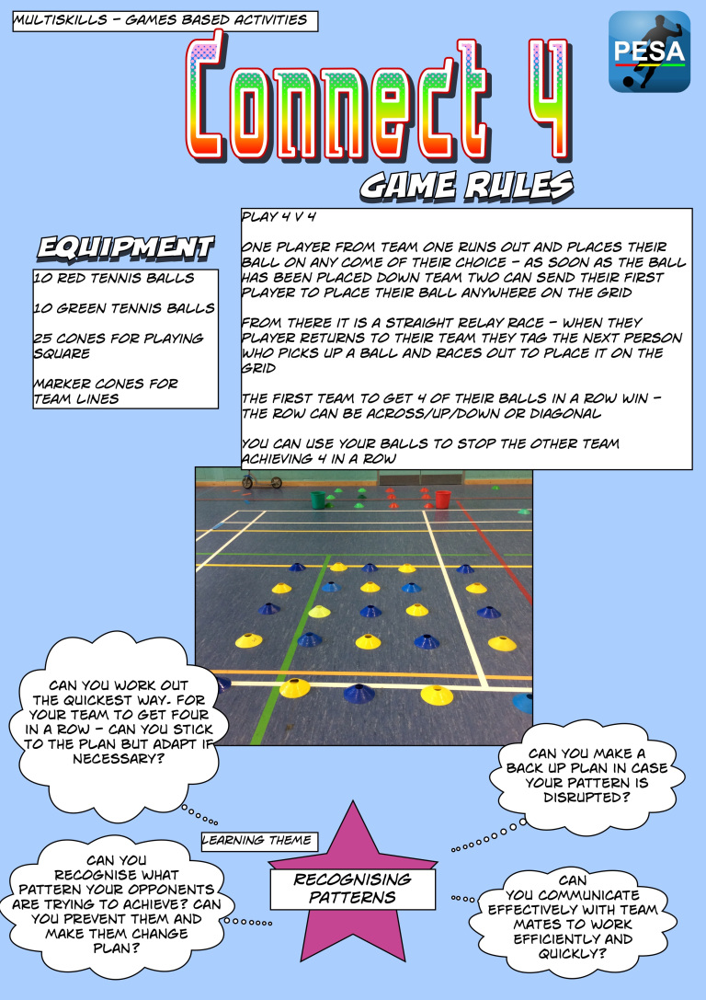 MULTISKILLS – GAMES BASED ACTIVITIES
PESA
Connect 4
GAME RULES
EQUIPMENT
10 RED TENNIS BALLS
10 GREEN TENNIS BALLS
25 CONES FOR PLAYING
SQUARE
MARKER CONES FOR
TEAM LINES
PLAY 4 V 4
ONE PLAYER FROM TEAM ONE RUNS OUT AND PLACES THEIR
BALL ON ANY COME OF THEIR CHOICE – AS SOON AS THE BALL
HAS BEEN PLACED DOWN TEAM TWO CAN SEND THEIR FIRST
PLAYER TO PLACE THEIR BALL ANYWHERE ON THE GRID
FROM THERE IT IS A STRAIGHT RELAY RACE – WHEN THEY
PLAYER RETURNS TO THEIR TEAM THEY TAG THE NEXT PERSON
WHO PICKS UP A BALL AND RACES OUT TO PLACE IT ON THE
GRID
THE FIRST TEAM TO GET 4 OF THEIR BALLS IN A ROW WIN –
THE ROW CAN BE ACROSS/UP/DOWN OR DIAGONAL
YOU CAN USE YOUR BALLS TO STOP THE OTHER TEAM
ACHIEVING 4 IN A ROW
CAN YOU WORK OUT
THE QUICKEST WAY. FOR
YOUR TEAM TO GET FOUR
IN A ROW – CAN YOU STICK
TO THE PLAN BUT ADAPT IF
NECESSARY?
CAN YOU MAKE A
BACK UP PLAN IN CASE
YOUR PATTERN IS
DISRUPTED?
LEARNING THEME
RECOGNISING
PATTERNS
CAN YOU
RECOGNISE WHAT
PATTERN YOUR OPPONENTS
ARE TRYING TO ACHIEVE? CAN
YOU PREVENT THEM AND
MAKE THEM CHANGE
PLAN?
CAN
YOU COMMUNICATE
EFFECTIVELY WITH TEAM
MATES TO WORK
EFFICIENTLY AND
QUICKLY?